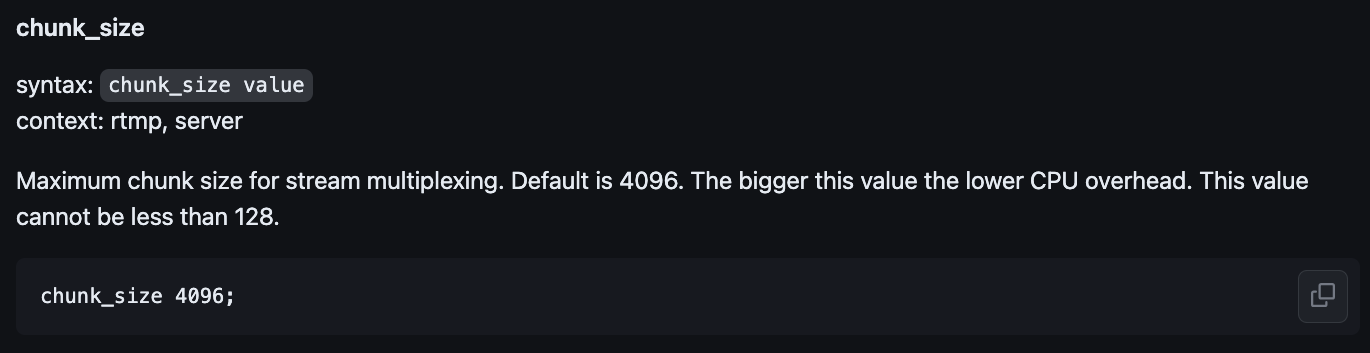 chunk_size
syntax: chunk_size value
context: rtmp, server
Maximum chunk size for stream multiplexing. Default is 4096. The bigger this value the lower CPU overhead. This value
cannot be less than 128.
chunk_size 4096;